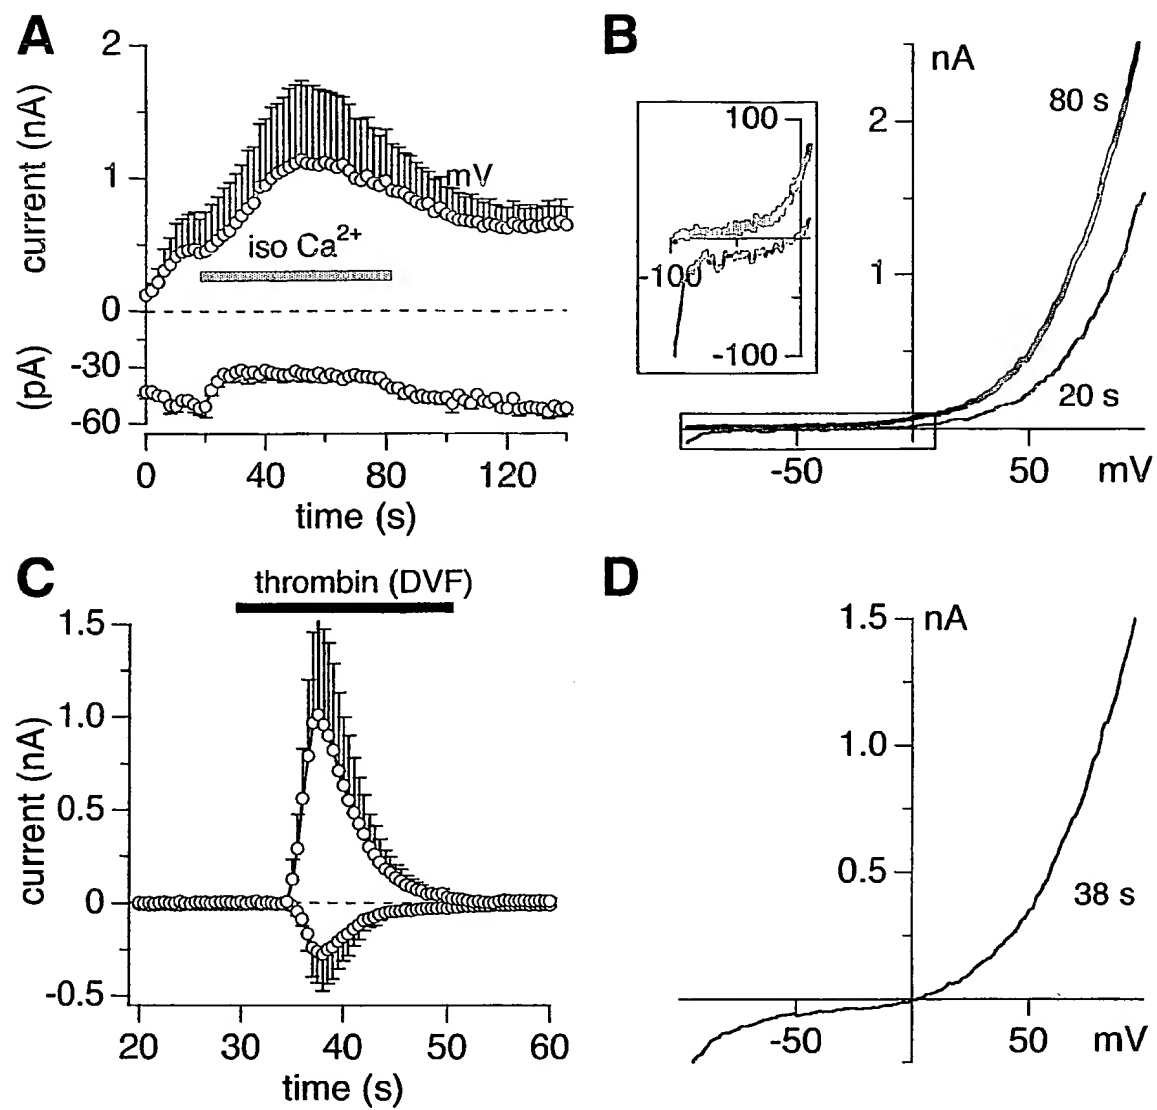 A
current (nA)
2
1
0
mV
iso Ca²⁺
(pA)
-30
-60
0
40
80
120
time (s)
B
nA
2
1
80 s
20 s
-50
50
mV
100
-100
-100
C
thrombin (DVF)
current (nA)
1.5
1.0
0.5
0
-0.5
20
30
40
50
60
time (s)
D
1.5
nA
1.0
0.5
38 s
-50
50
mV